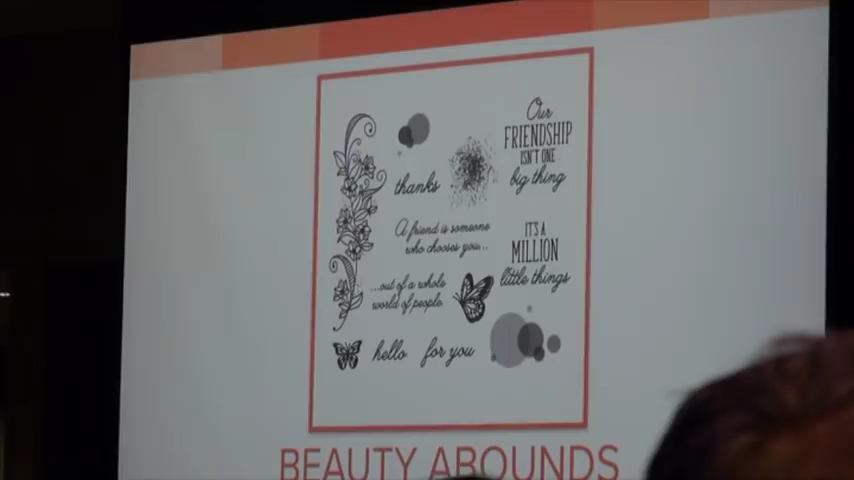 Our
FRIENDSHIP
ISN'T ONE
big thing
thanks
A friend is someone
who chooses you...
IT'S A
MILLION
little things
...out of a whole
world of people.
hello
for you
BEAUTY ABOUNDS